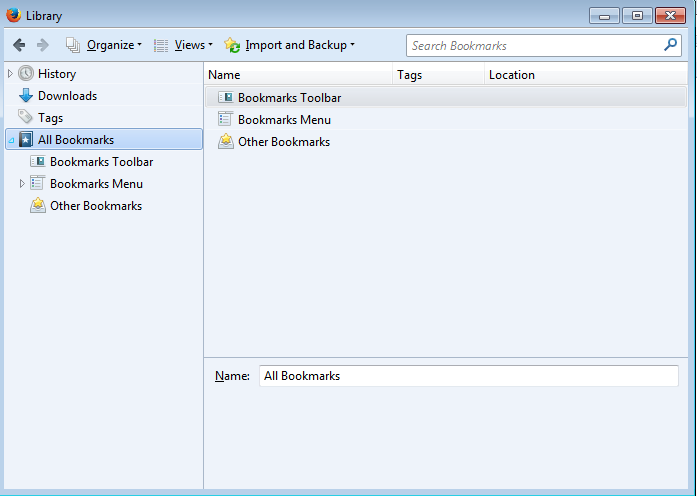 Library
Organize Views Import and Backup Search Bookmarks
History
Downloads
Tags
All Bookmarks
Bookmarks Toolbar
Bookmarks Menu
Other Bookmarks
Name Tags Location
Bookmarks Toolbar
Bookmarks Menu
Other Bookmarks
Name: All Bookmarks